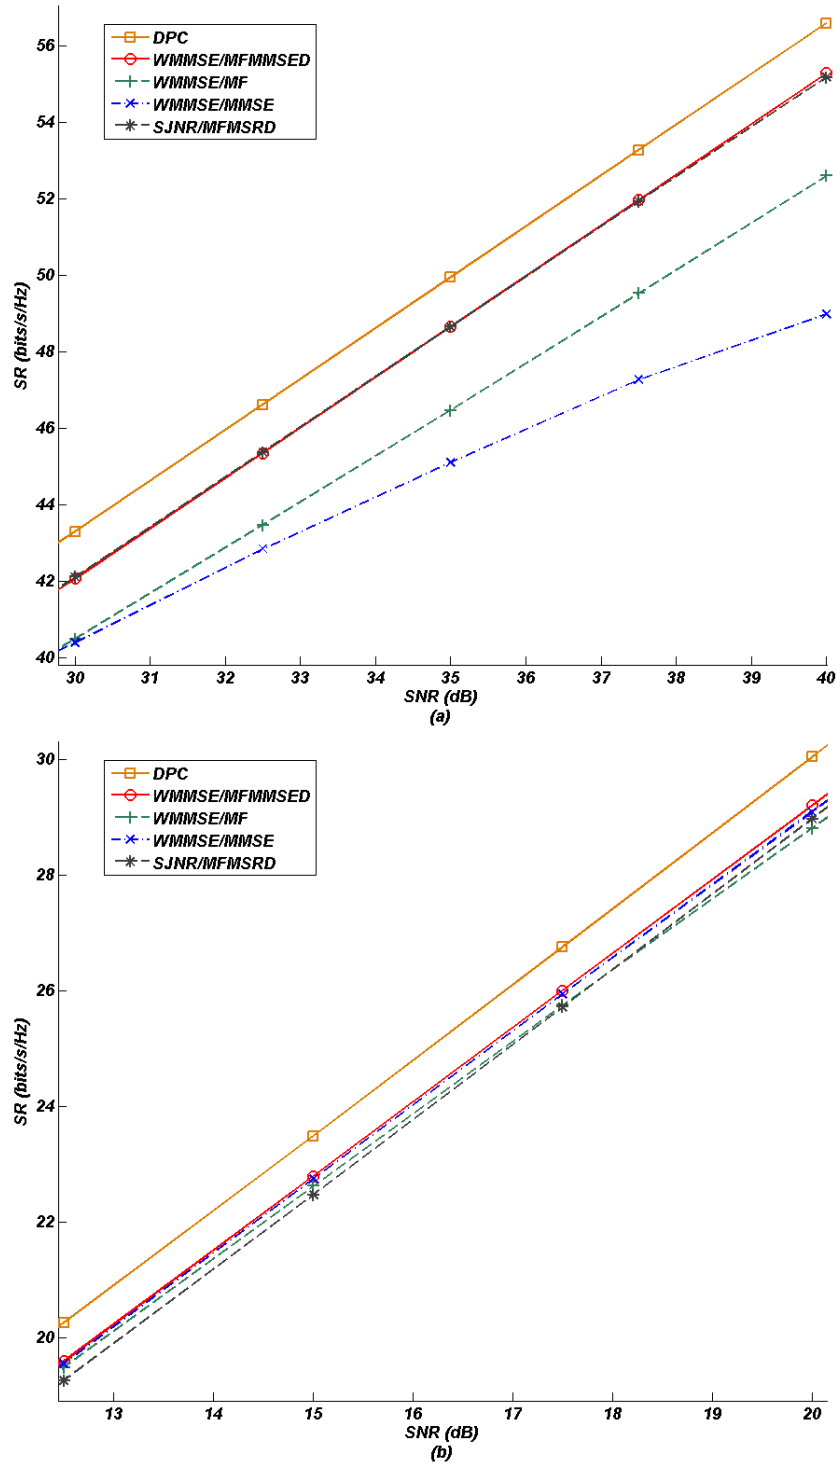 56
54
52
50
48
46
44
42
40
SR (bits/s/Hz)
DPC
WMMSE/MFMMSED
WMMSE/MF
WMMSE/MMSE
SJNR/MFMSRD
30 31 32 33 34 35 36 37 38 39 40
SNR (dB)
(a)
30
28
26
24
22
20
SR (bits/s/Hz)
DPC
WMMSE/MFMMSED
WMMSE/MF
WMMSE/MMSE
SJNR/MFMSRD
13 14 15 16 17 18 19 20
SNR (dB)
(b)